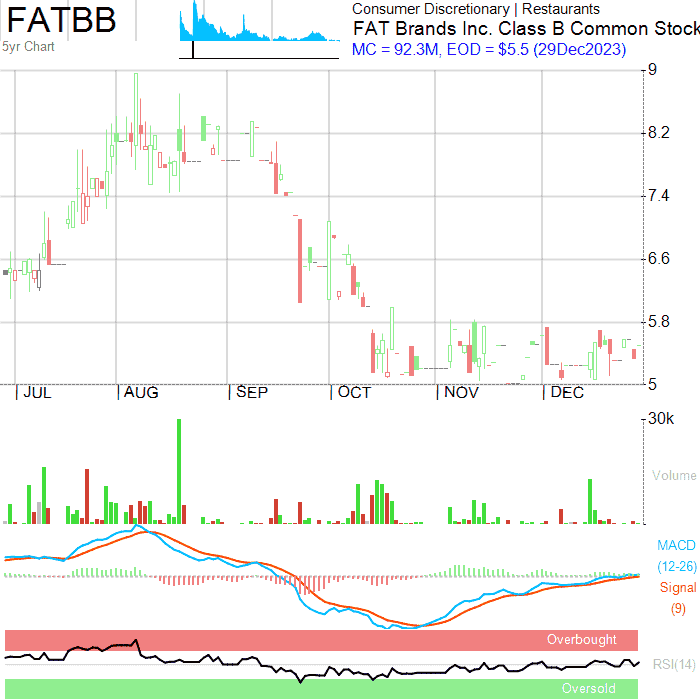 FATBB
5yr Chart
Consumer Discretionary | Restaurants
FAT Brands Inc. Class B Common Stock
MC = 92.3M, EOD = $5.5 (29Dec2023)
9
8.2
7.4
6.6
5.8
5
JUL AUG SEP OCT NOV DEC
30k
Volume
MACD
(12-26)
Signal
(9)
Overbought
RSI(14)
Oversold